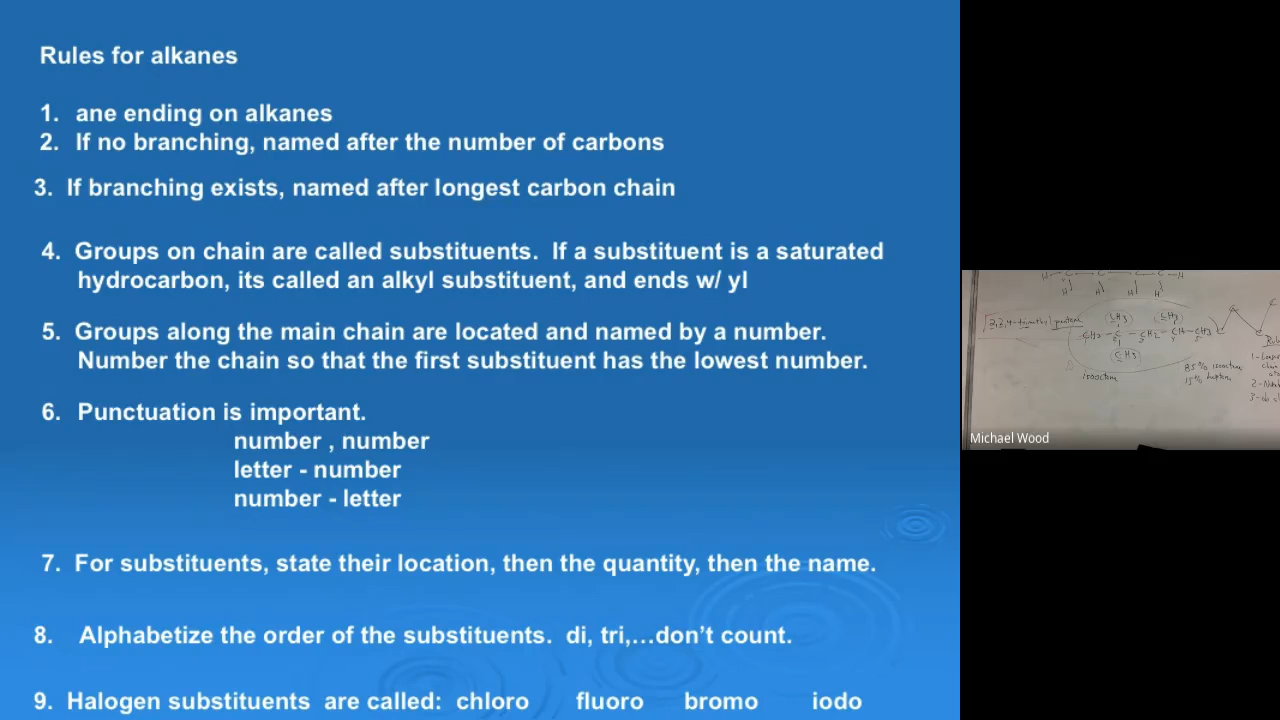 Rules for alkanes
1. ane ending on alkanes
2. If no branching, named after the number of carbons
3. If branching exists, named after longest carbon chain
4. Groups on chain are called substituents. If a substituent is a saturated
hydrocarbon, its called an alkyl substituent, and ends w/ yl
5. Groups along the main chain are located and named by a number.
Number the chain so that the first substituent has the lowest number.
6. Punctuation is important.
number , number
letter - number
number - letter
7. For substituents, state their location, then the quantity, then the name.
8. Alphabetize the order of the substituents. di, tri,...don't count.
9. Halogen substituents are called: chloro fluoro bromo iodo
CH3
CH3
isooctane
85% isooctane
15%
Michael Wood